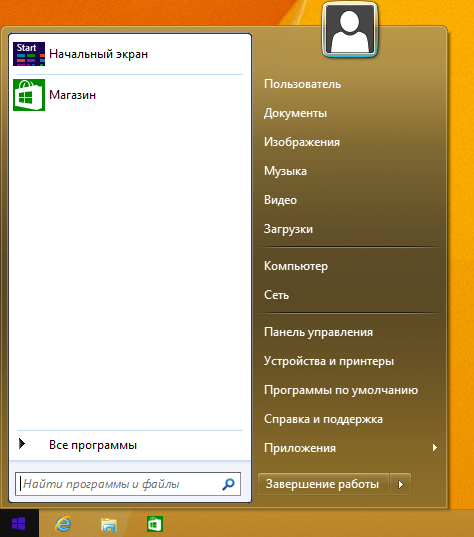 Start
Начальный экран
Магазин
Все программы
Найти программы и файлы
Пользователь
Документы
Изображения
Музыка
Видео
Загрузки
Компьютер
Сеть
Панель управления
Устройства и принтеры
Программы по умолчанию
Справка и поддержка
Приложения
Завершение работы